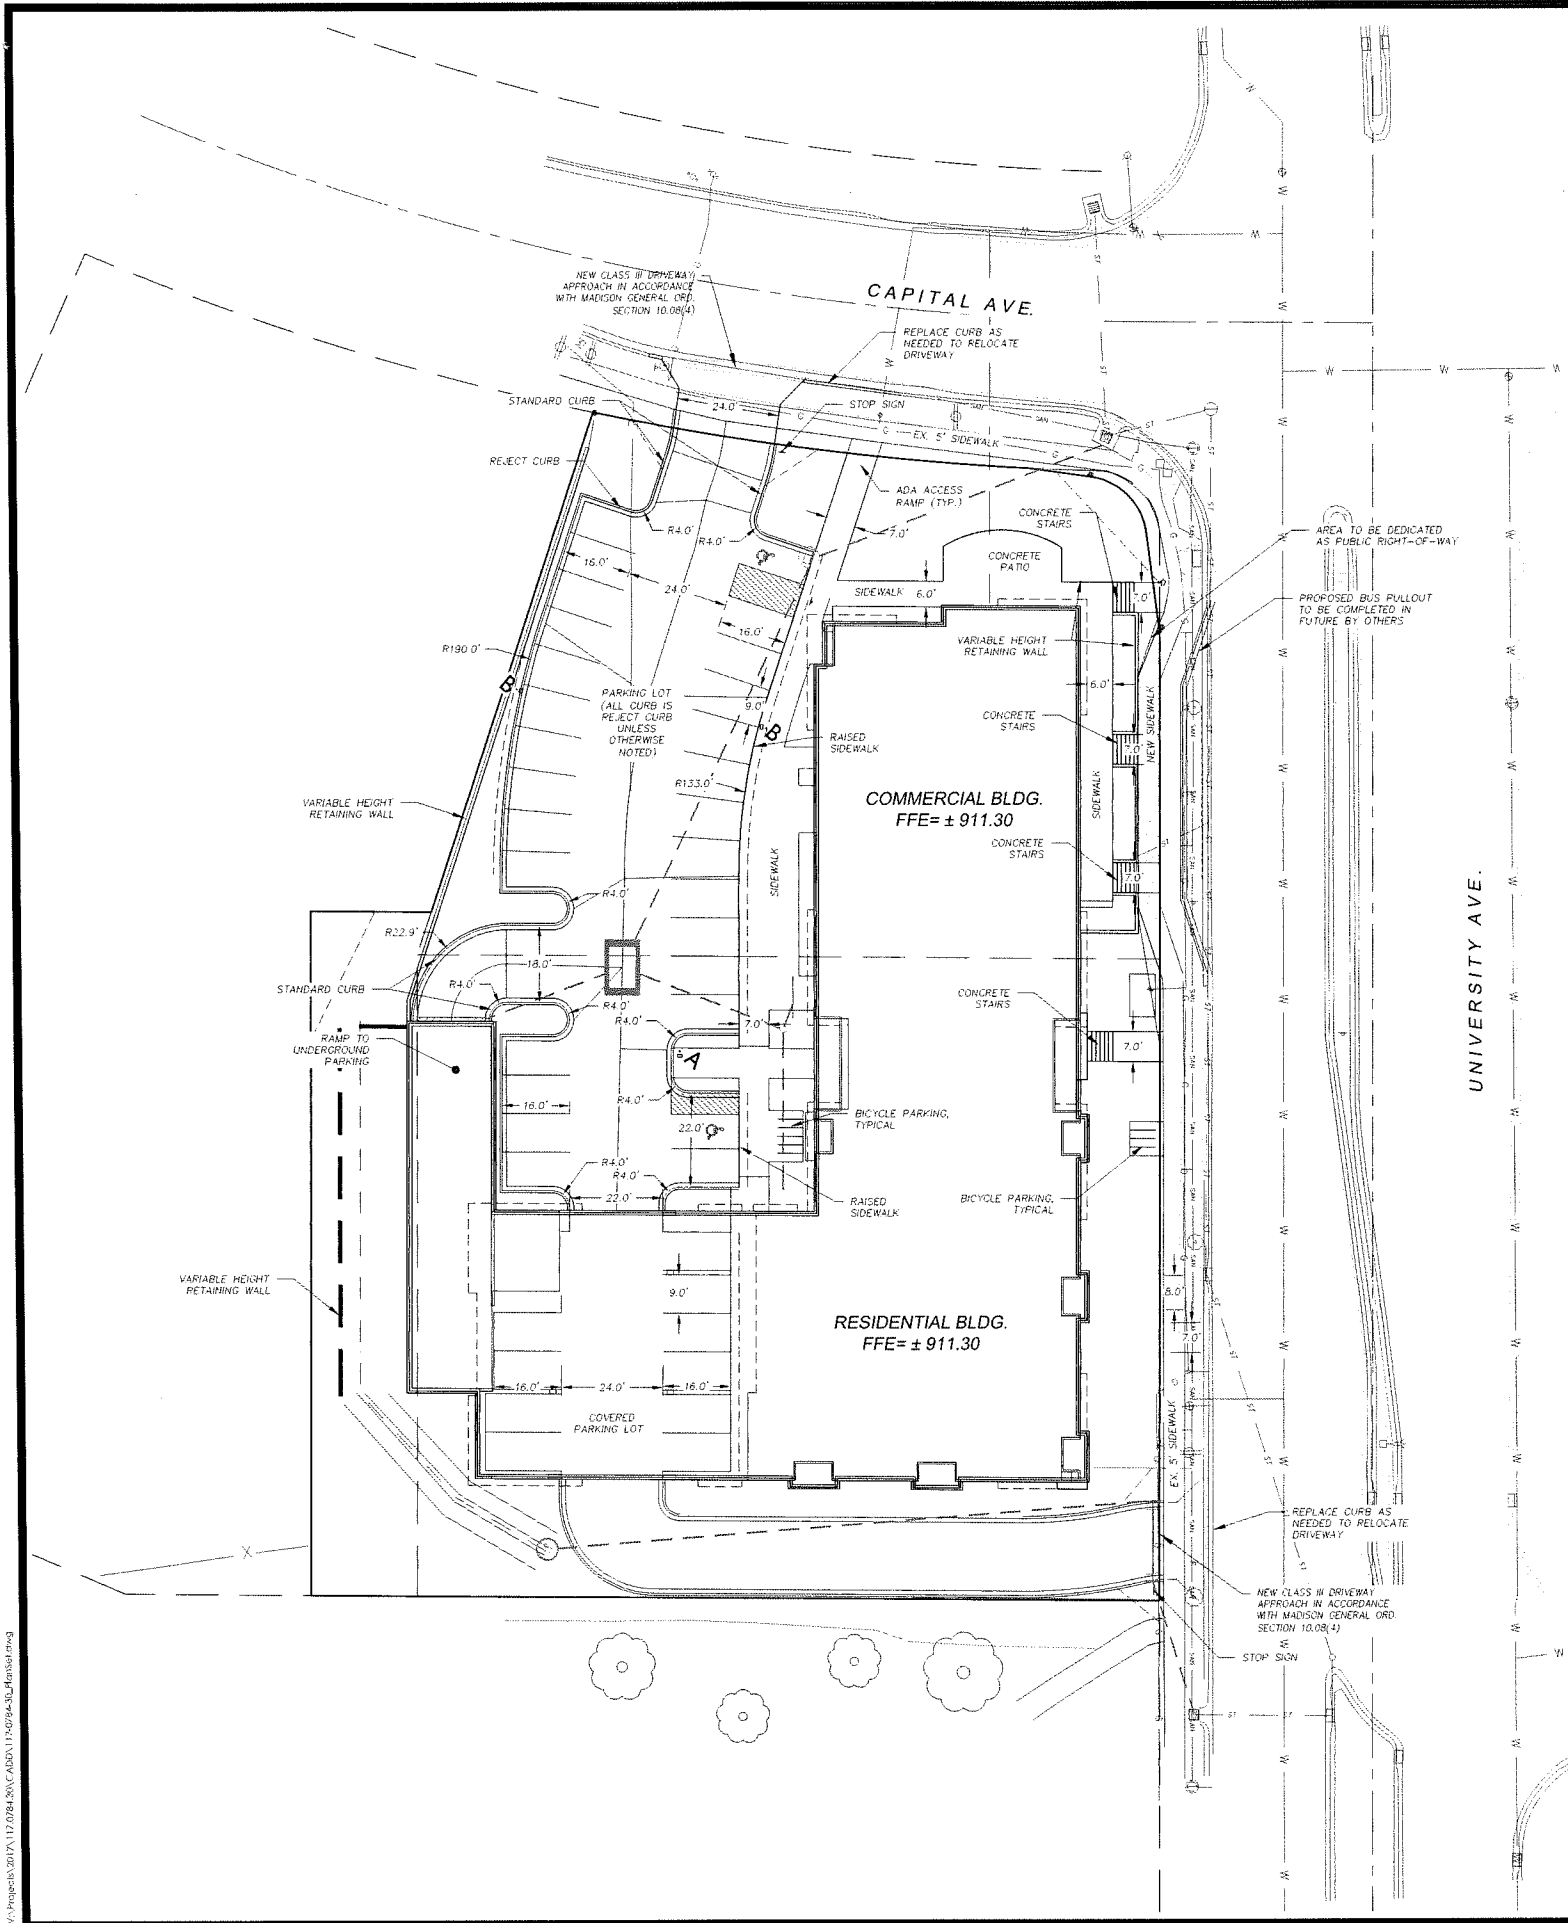 CAPITAL AVE.
NEW CLASS III DRIVEWAY
APPROACH IN ACCORDANCE
WITH MADISON GENERAL ORD.
SECTION 10.08(4)
REPLACE CURB AS
NEEDED TO RELOCATE
DRIVEWAY
STANDARD CURB
24.0'
STOP SIGN
EX. 5' SIDEWALK
REJECT CURB
ADA ACCESS
RAMP (TYP.)
R4.0'
R4.0'
7.0'
CONCRETE
STAIRS
AREA TO BE DEDICATED
AS PUBLIC RIGHT-OF-WAY
CONCRETE
PATIO
16.0'
24.0'
SIDEWALK 6.0'
7.0'
PROPOSED BUS PULLOUT
TO BE COMPLETED IN
FUTURE BY OTHERS
16.0'
R190.0'
VARIABLE HEIGHT
RETAINING WALL
6.0'
B
PARKING LOT
(ALL CURB IS
REJECT CURB
UNLESS
OTHERWISE
NOTED)
9.0'
B
RAISED
SIDEWALK
CONCRETE
STAIRS
7.0'
NEW SIDEWALK
SIDEWALK
R133.0'
VARIABLE HEIGHT
RETAINING WALL
COMMERCIAL BLDG.
FFE= ± 911.30
CONCRETE
STAIRS
7.0'
SIDEWALK
UNIVERSITY AVE.
R4.0'
R22.9'
18.0'
STANDARD CURB
R4.0'
R4.0'
R4.0'
7.0'
CONCRETE
STAIRS
7.0'
RAMP TO
UNDERGROUND
PARKING
A
R4.0'
16.0'
22.0'
BICYCLE PARKING,
TYPICAL
R4.0'
R4.0'
22.0'
RAISED
SIDEWALK
BICYCLE PARKING,
TYPICAL
VARIABLE HEIGHT
RETAINING WALL
9.0'
8.0'
RESIDENTIAL BLDG.
FFE= ± 911.30
7.0'
16.0'
24.0'
16.0'
COVERED
PARKING LOT
EX. 5' SIDEWALK
REPLACE CURB AS
NEEDED TO RELOCATE
DRIVEWAY
NEW CLASS III DRIVEWAY
APPROACH IN ACCORDANCE
WITH MADISON GENERAL ORD.
SECTION 10.08(4)
STOP SIGN